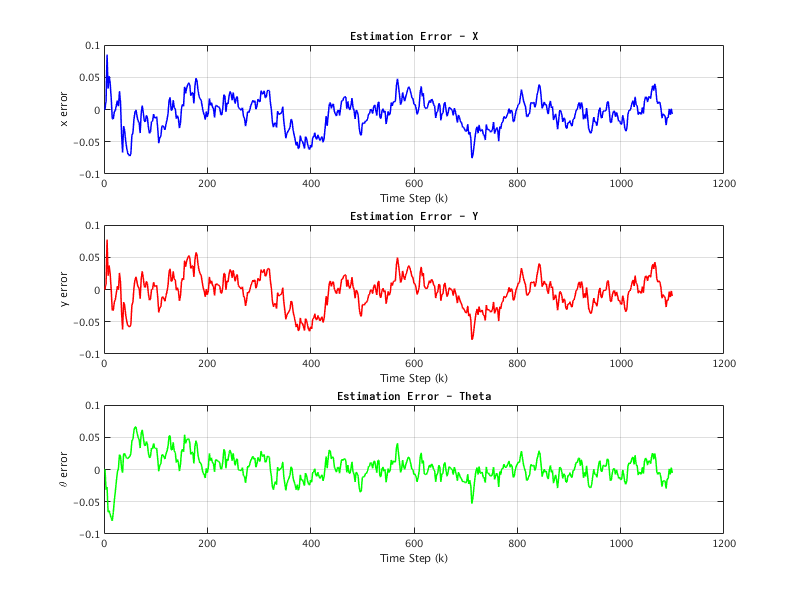 Estimation Error - X
0.1
0.05
0
-0.05
-0.1
x error
0 200 400 600 800 1000 1200
Time Step (k)
Estimation Error - Y
0.1
0.05
0
-0.05
-0.1
y error
0 200 400 600 800 1000 1200
Time Step (k)
Estimation Error - Theta
0.1
0.05
0
-0.05
-0.1
θ error
0 200 400 600 800 1000 1200
Time Step (k)